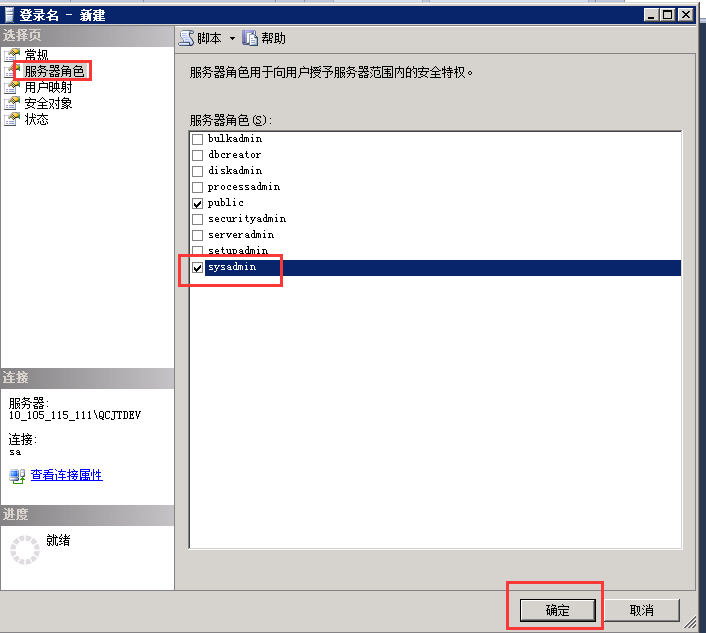 登录名 - 新建
选择页
常规
服务器角色
用户映射
安全对象
状态
脚本 帮助
服务器角色用于向用户授予服务器范围内的安全特权。
服务器角色(S):
bulkadmin
dbcreator
diskadmin
processadmin
public
securityadmin
serveradmin
setupadmin
sysadmin
连接
服务器:
10_105_115_111\QCJTDEV
连接:
sa
查看连接属性
进度
就绪
确定 取消